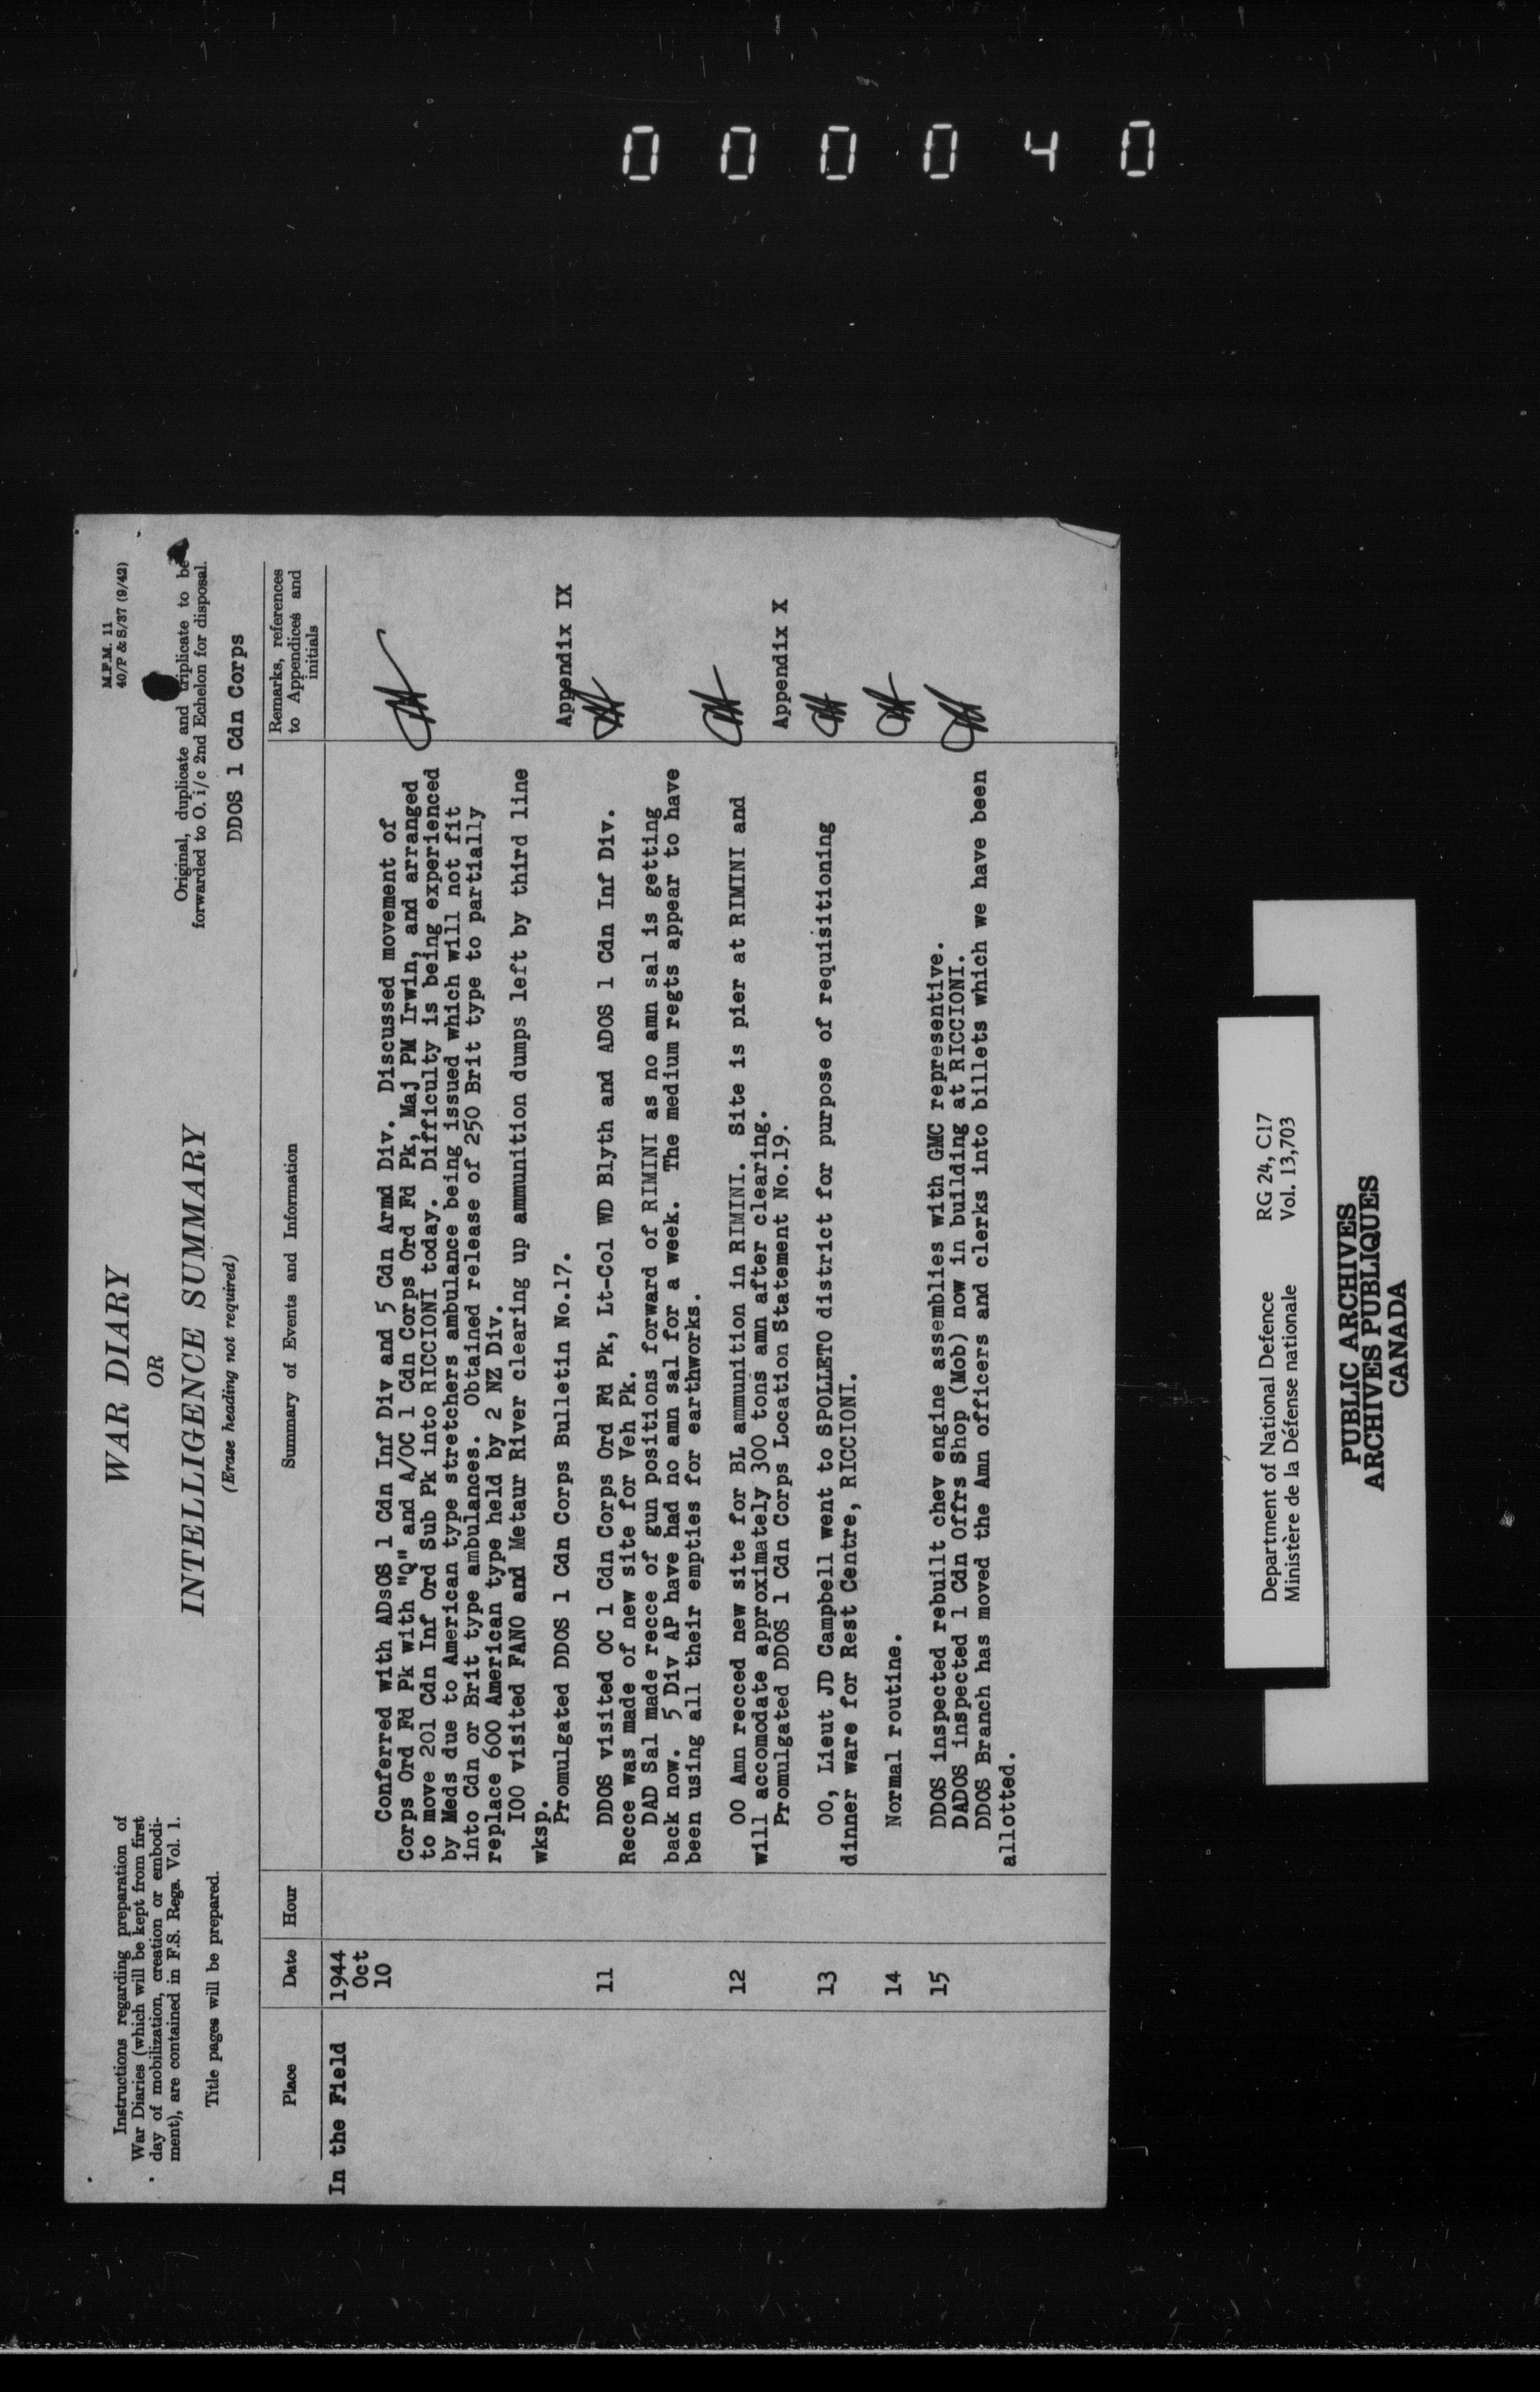 000040
Instructions regarding preparation of
War Diaries (which will be kept from first
day of mobilization, creation or embodi-
ment), are contained in F.S. Regs. Vol. 1.
Title pages will be prepared.
WAR DIARY
OR
INTELLIGENCE SUMMARY
(Erase heading not required)
M.F.M. 11
40/P & S/37 (9/42)
Original, duplicate and triplicate to be
forwarded to O. i/c 2nd Echelon for disposal.
DDOS 1 Cdn Corps
Place Date Hour Summary of Events and Information Remarks, references
to Appendices and
initials
In the Field 1944
Oct
10 Conferred with ADsOS 1 Cdn Inf Div and 5 Cdn Armd Div. Discussed movement of
Corps Ord Fd Pk with "Q" and A/OC 1 Cdn Corps Ord Fd Pk, Maj PM Irwin, and arranged
to move 201 Cdn Inf Ord Sub Pk into RICCIONI today. Difficulty is being experienced
by Meds due to American type stretchers ambulance being issued which will not fit
into Cdn or Brit type ambulances. Obtained release of 250 Brit type to partially
replace 600 American type held by 2 NZ Div.
IOO visited FANO and Metaur River clearing up ammunition dumps left by third line
wksp.
Promulgated DDOS 1 Cdn Corps Bulletin No.17. Appendix IX
11 DDOS visited OC 1 Cdn Corps Ord Fd Pk, Lt-Col WD Blyth and ADOS 1 Cdn Inf Div.
Recce was made of new site for Veh Pk.
DAD Sal made recce of gun positions forward of RIMINI as no amn sal is getting
back now. 5 Div AP have had no amn sal for a week. The medium regts appear to have
been using all their empties for earthworks.
12 OO Amn recced new site for BL ammunition in RIMINI. Site is pier at RIMINI and
will accomodate approximately 300 tons amn after clearing.
Promulgated DDOS 1 Cdn Corps Location Statement No.19. Appendix X
13 OO, Lieut JD Campbell went to SPOLLETO district for purpose of requisitioning
dinner ware for Rest Centre, RICCIONI.
14 Normal routine.
15 DDOS inspected rebuilt chev engine assemblies with GMC representive.
DADOS inspected 1 Cdn Offrs Shop (Mob) now in building at RICCIONI.
DDOS Branch has moved the Amn officers and clerks into billets which we have been
allotted.
Department of National Defence RG 24, C17
Ministère de la Défense nationale Vol. 13,703
PUBLIC ARCHIVES
ARCHIVES PUBLIQUES
CANADA